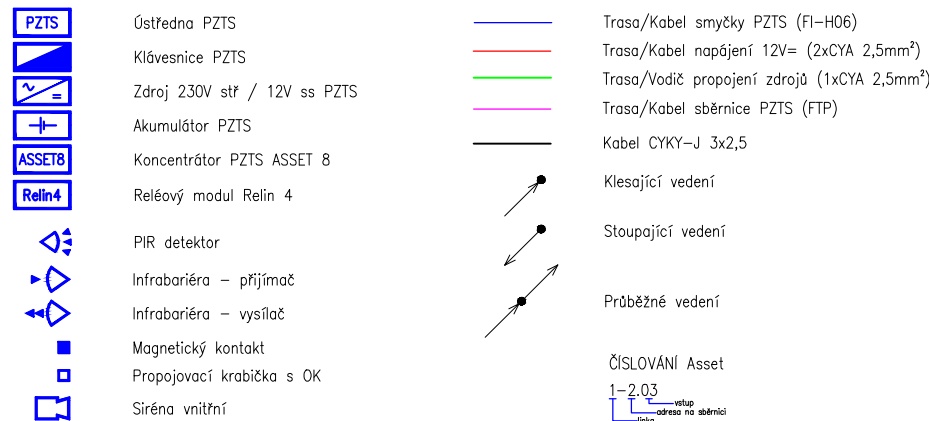 PZTS Ústředna PZTS
Klávesnice PZTS
~ = Zdroj 230V stř / 12V ss PZTS
Akumulátor PZTS
ASSET8 Koncentrátor PZTS ASSET 8
Relin4 Reléový modul Relin 4
PIR detektor
Infrabariéra – přijímač
Infrabariéra – vysílač
Magnetický kontakt
Propojovací krabička s OK
Siréna vnitřní
Trasa/Kabel smyčky PZTS (FI–H06)
Trasa/Kabel napájení 12V= (2xCYA 2,5mm²)
Trasa/Vodič propojení zdrojů (1xCYA 2,5mm²)
Trasa/Kabel sběrnice PZTS (FTP)
Kabel CYKY–J 3x2,5
Klesající vedení
Stoupající vedení
Průběžné vedení
ČÍSLOVÁNÍ Asset
1–2.03
vstup
adresa na sběrnici
linka